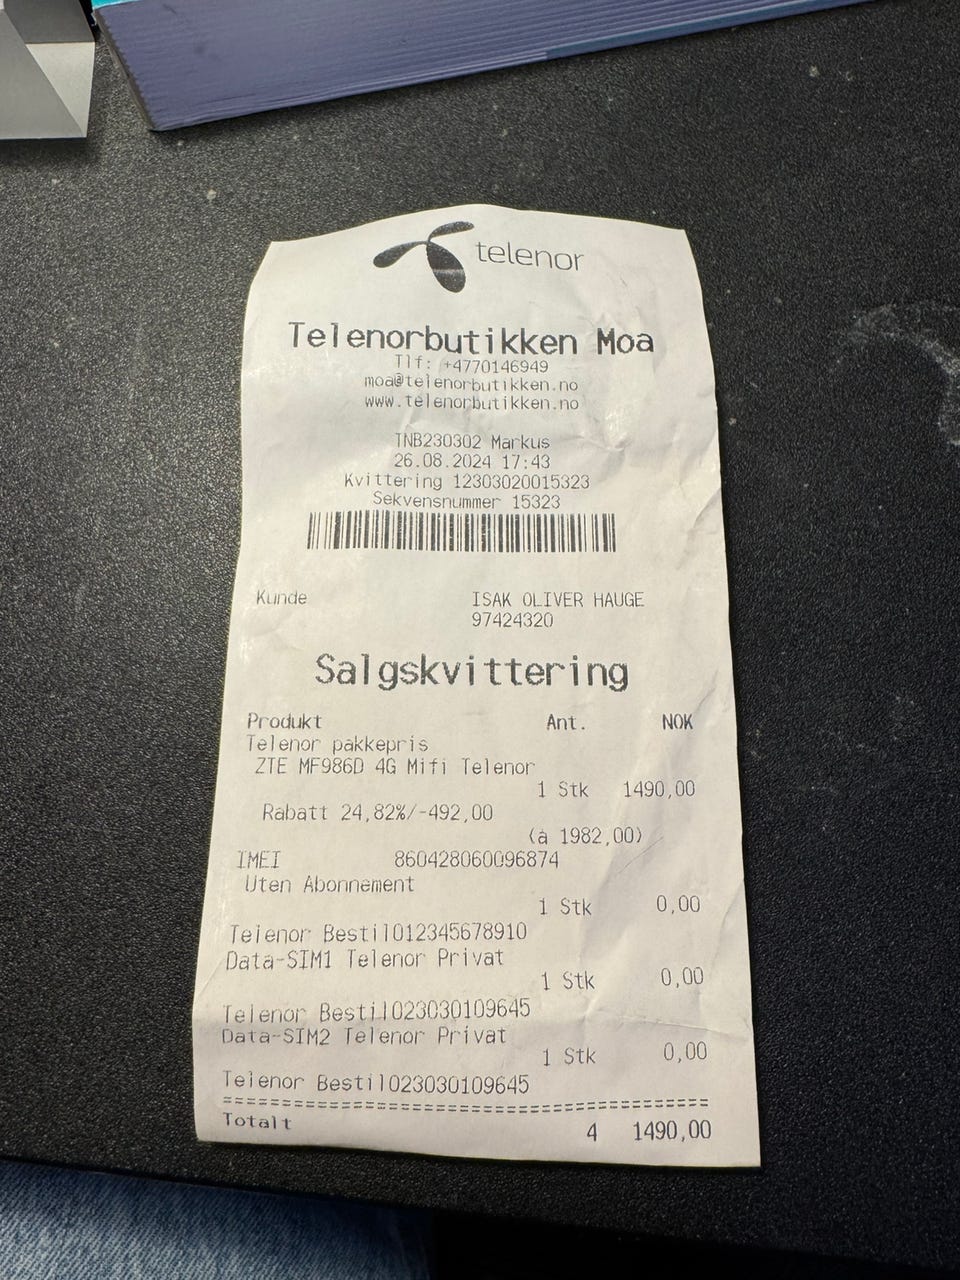 telenor
Telenorbutikken Moa
Tlf: +4770146949
moa@telenorbutikken.no
www.telenorbutikken.no
TNB230302 Markus
26.08.2024 17:43
Kvittering 12303020015323
Sekvensnummer 15323
Kunde ISAK OLIVER HAUGE
97424320
Salgskvittering
Produkt Ant. NOK
Telenor pakkepris
ZTE MF986D 4G Mifi Telenor
1 Stk 1490,00
Rabatt 24,82%/-492,00
(à 1982,00)
IMEI 860428060096874
Uten Abonnement
1 Stk 0,00
Telenor Bestil012345678910
Data-SIM1 Telenor Privat
1 Stk 0,00
Telenor Bestil023030109645
Data-SIM2 Telenor Privat
1 Stk 0,00
Telenor Bestil023030109645
Totalt 4 1490,00